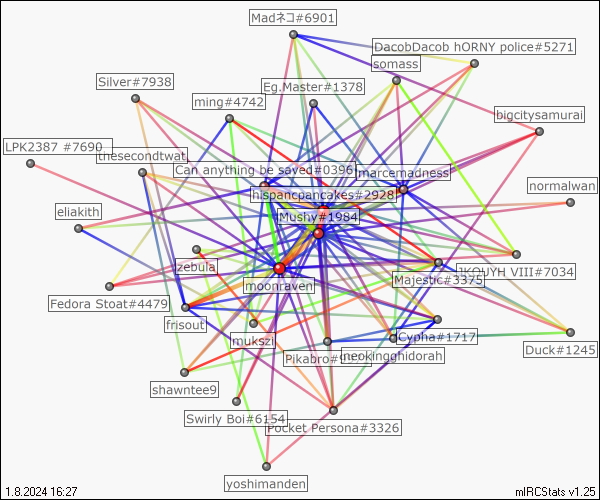 Madネコ#6901
DacobDacob hORNY police#5271
somass
Silver#7938
Eg.Master#1378
ming#4742
bigcitysamurai
LPK2387 #7690
thesecondtwat
Can anything be saved#0396
marcemadness
hispancpancakes#2928
normalwan
eliakith
Mushy#1984
zebula
JKOUYH VIII#7034
Majestic#3375
moonraven
Fedora Stoat#4479
frisout
mukszi
Cypha#1717
Duck#1245
neokingghidorah
shawntee9
Swirly Boi#6154
Pocket Persona#3326
yoshimanden
1.8.2024 16:27
mIRCStats v1.25